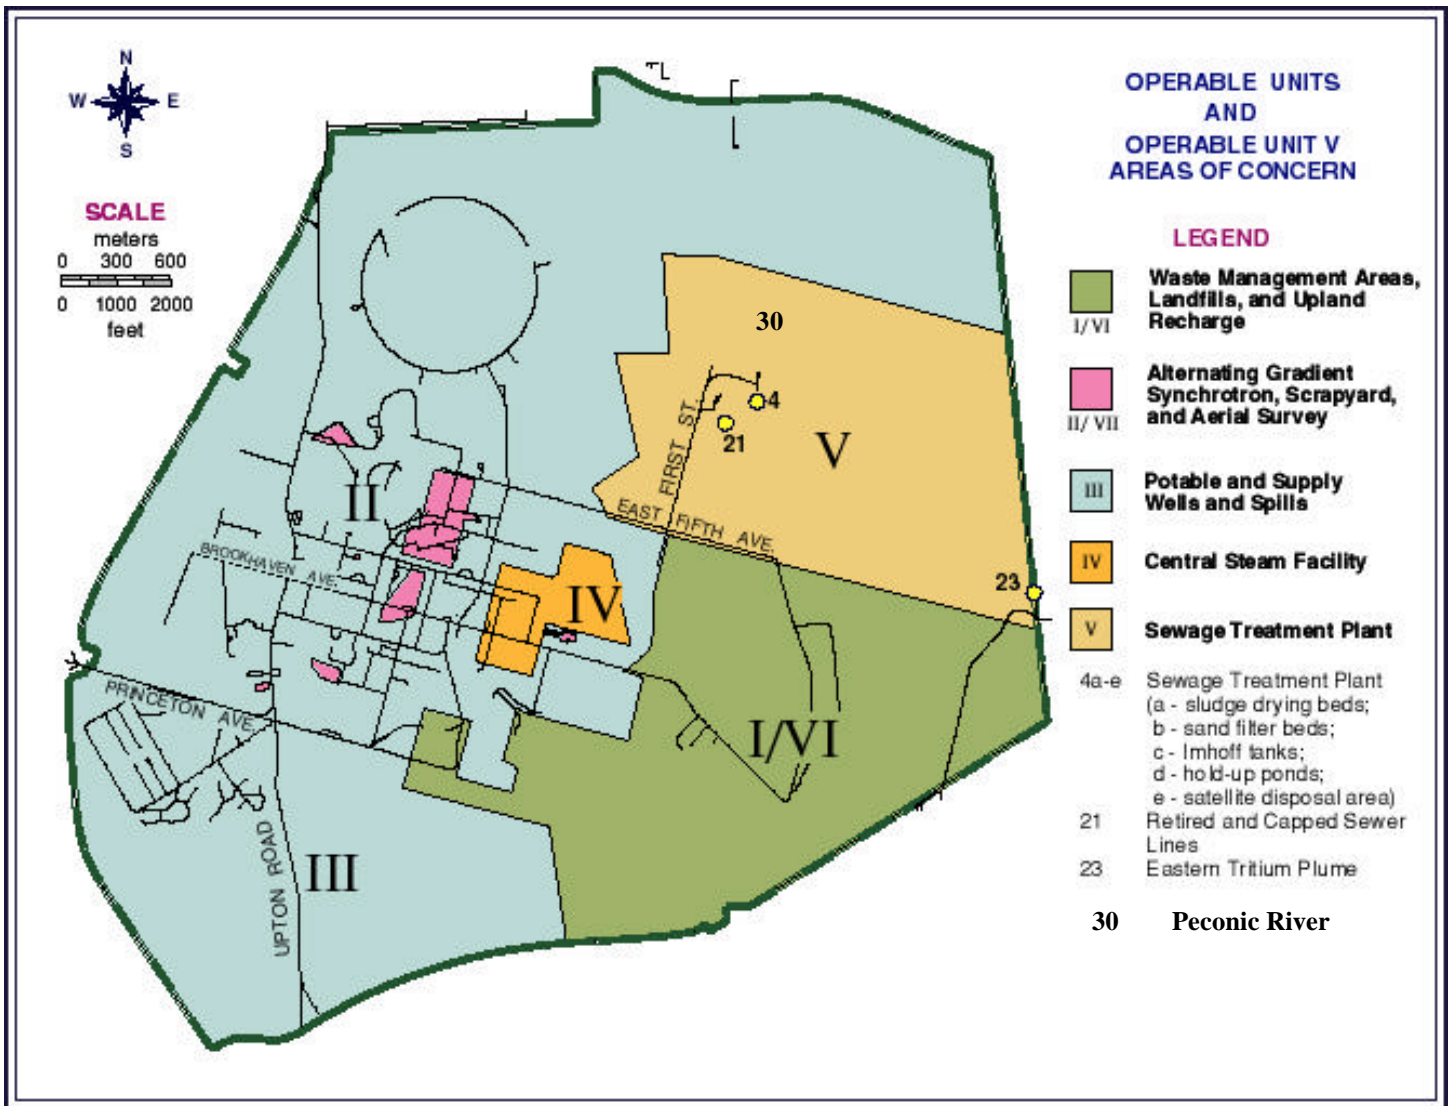 N
W E
S
SCALE
meters
0 300 600
0 1000 2000
feet
OPERABLE UNITS
AND
OPERABLE UNIT V
AREAS OF CONCERN
LEGEND
Waste Management Areas,
Landfills, and Upland
Recharge
I/VI
Alternating Gradient
Synchrotron, Scrapyard,
and Aerial Survey
II/VII
III
Potable and Supply
Wells and Spills
IV
Central Steam Facility
V
Sewage Treatment Plant
4a-e Sewage Treatment Plant
(a - sludge drying beds;
b - sand filter beds;
c - Imhoff tanks;
d - hold-up ponds;
e - satellite disposal area)
21 Retired and Capped Sewer
Lines
23 Eastern Tritium Plume
30 Peconic River
30
4
21
V
FIRST ST.
EAST FIFTH AVE.
23
II
BROOKHAVEN AVE.
IV
PRINCETON AVE.
I/VI
UPTON ROAD
III